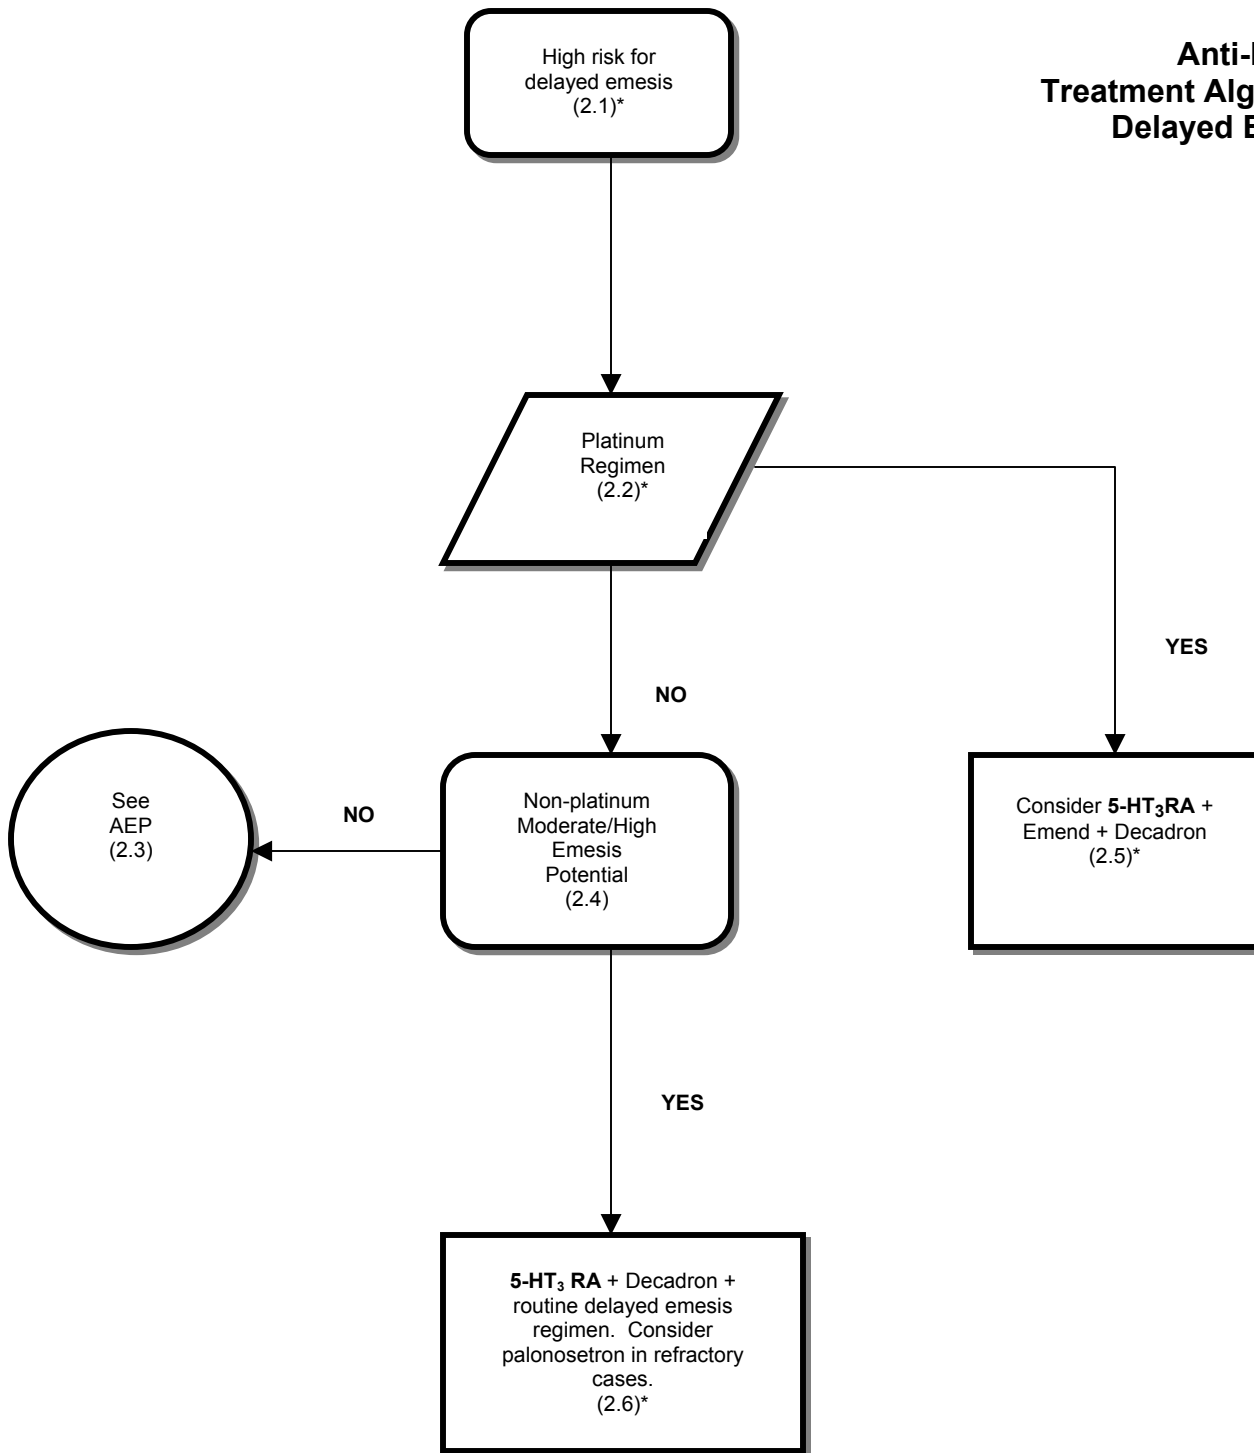 High risk for
delayed emesis
(2.1)*
Anti-
Treatment Alg
Delayed E
Platinum
Regimen
(2.2)*
YES
NO
See
AEP
(2.3)
NO
Non-platinum
Moderate/High
Emesis
Potential
(2.4)
Consider 5-HT₃RA +
Emend + Decadron
(2.5)*
YES
5-HT₃ RA + Decadron +
routine delayed emesis
regimen. Consider
palonosetron in refractory
cases.
(2.6)*